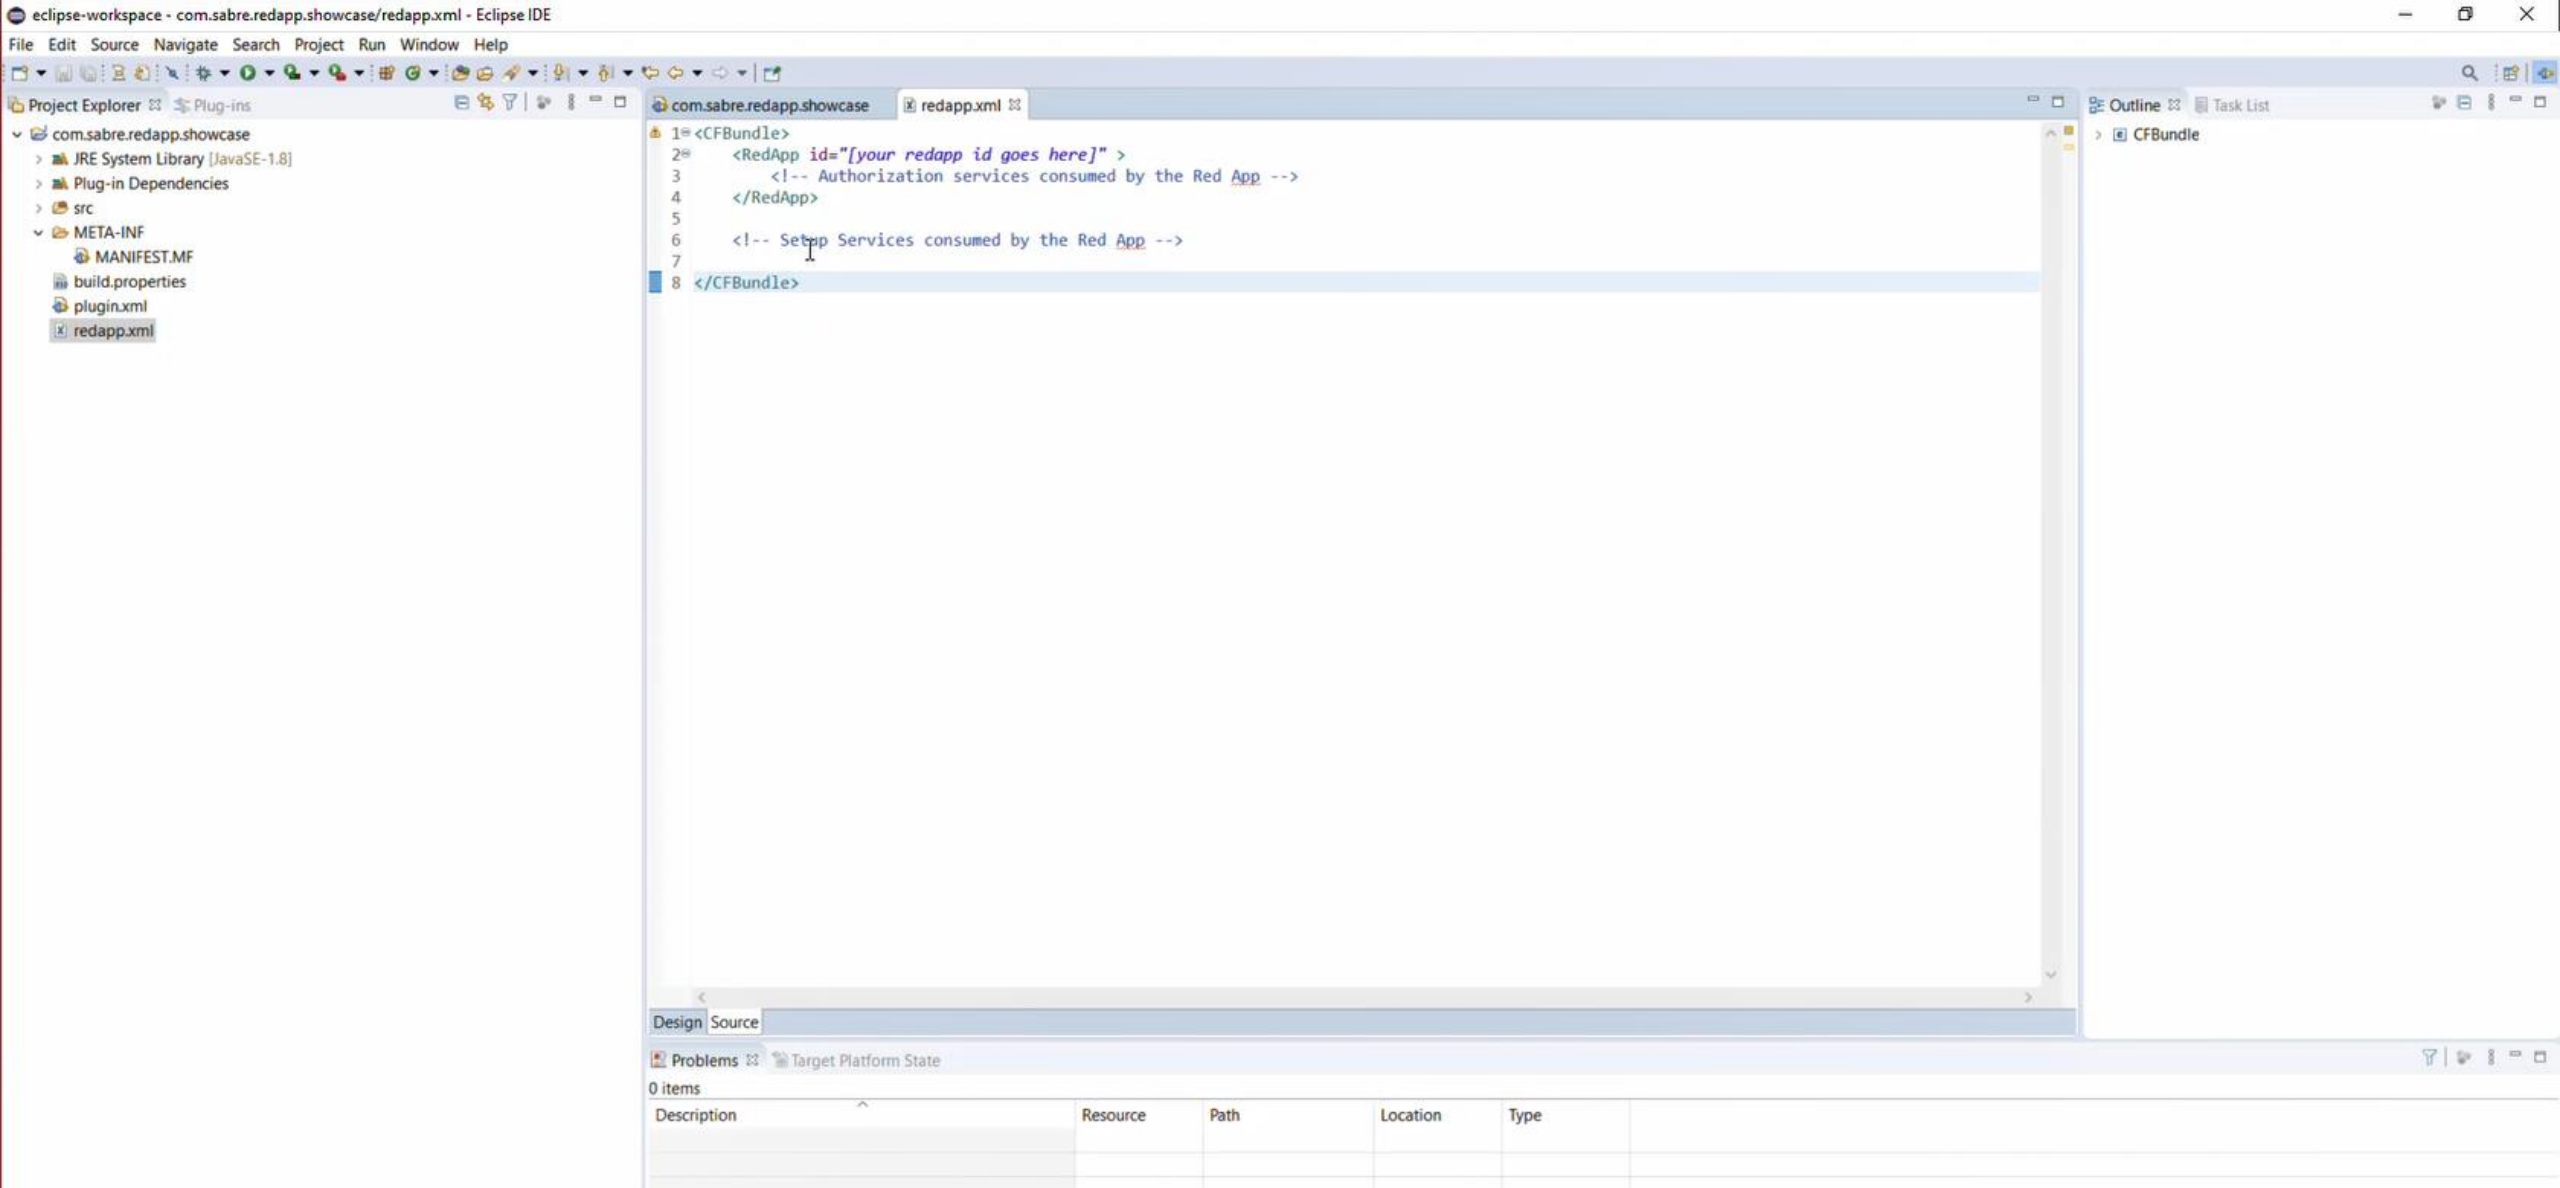 eclipse-workspace - com.sabre.redapp.showcase/redapp.xml - Eclipse IDE
File Edit Source Navigate Search Project Run Window Help
Project Explorer Plug-ins
com.sabre.redapp.showcase
JRE System Library [JavaSE-1.8]
Plug-in Dependencies
src
META-INF
MANIFEST.MF
build.properties
plugin.xml
redapp.xml
com.sabre.redapp.showcase redapp.xml
1 <CFBundle>
2 <RedApp id="[your redapp id goes here]" >
3 <!-- Authorization services consumed by the Red App -->
4 </RedApp>
5
6 <!-- Setup Services consumed by the Red App -->
7
8 </CFBundle>
Design Source
Outline Task List
CFBundle
Problems Target Platform State
0 items
Description Resource Path Location Type